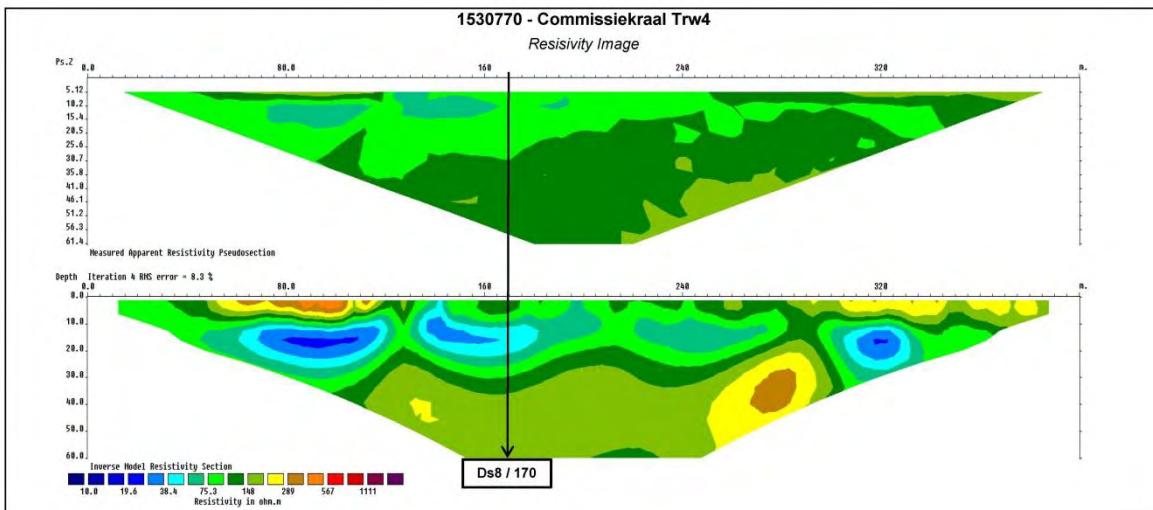 1530770 - Commissiekraal Trw4
Resisivity Image
Ps.Z 0.0 80.0 160 240 320 m.
5.12
10.2
15.4
20.5
25.6
30.7
35.8
41.0
46.1
51.2
56.3
61.4
Measured Apparent Resistivity Pseudosection
Depth Iteration 4 RMS error = 8.3 %
0.0 80.0 160 240 320 m.
0.0
10.0
20.0
30.0
40.0
50.0
60.0
Inverse Model Resistivity Section
10.0 19.6 38.4 75.3 148 289 567 1111
Resistivity in ohm.m
Ds8 / 170